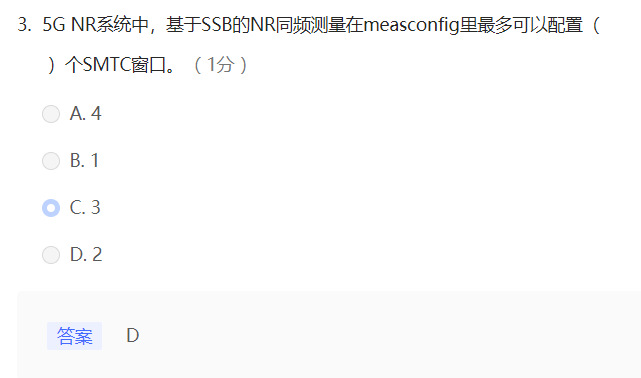 3. 5G NR系统中，基于SSB的NR同频测量在measconfig里最多可以配置（
）个SMTC窗口。（1分）
A. 4
B. 1
C. 3
D. 2
答案 D